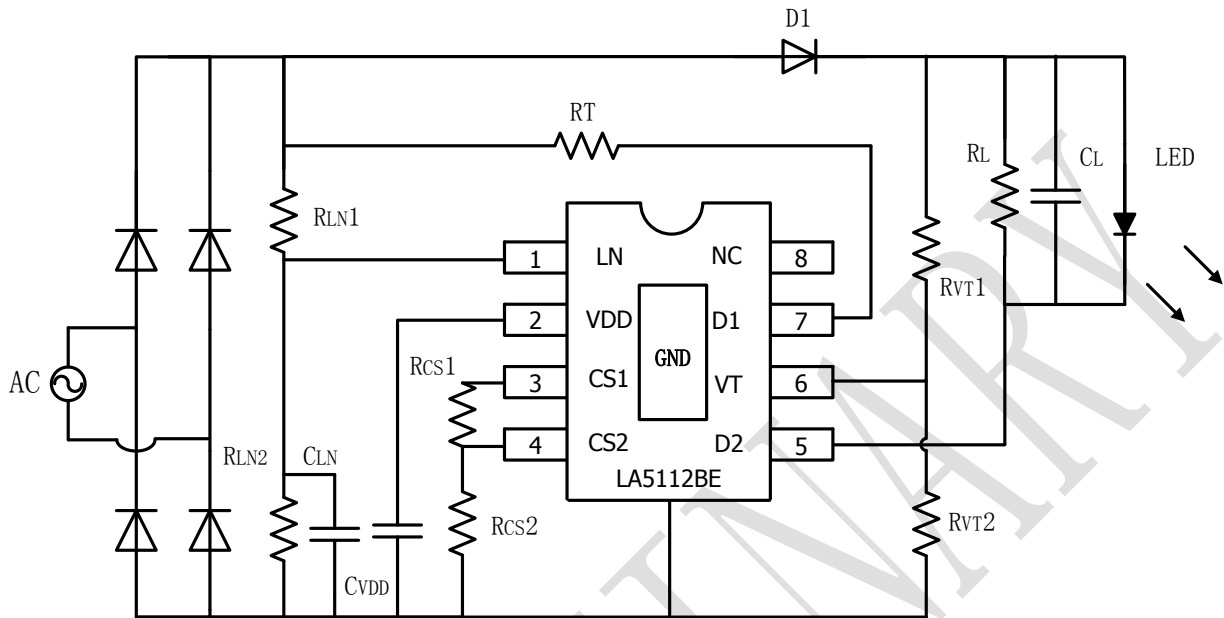 D1
RT
RL
CL
LED
RLN1
1 LN NC 8
RVT1
2 VDD D1 7
GND
RCS1
3 CS1 VT 6
AC
4 CS2 D2 5
RLN2
CLN
LA5112BE
RCS2
RVT2
CVDD
INARY